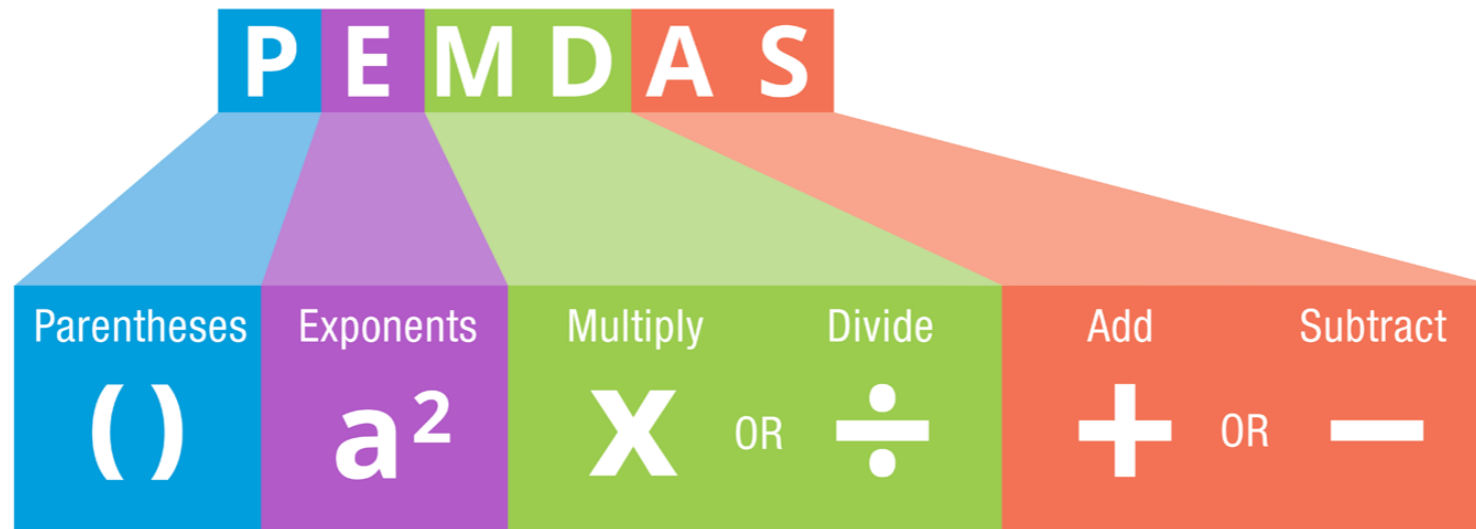 PEMDAS
Parentheses Exponents Multiply Divide Add Subtract
( ) a² X OR ÷ + OR −